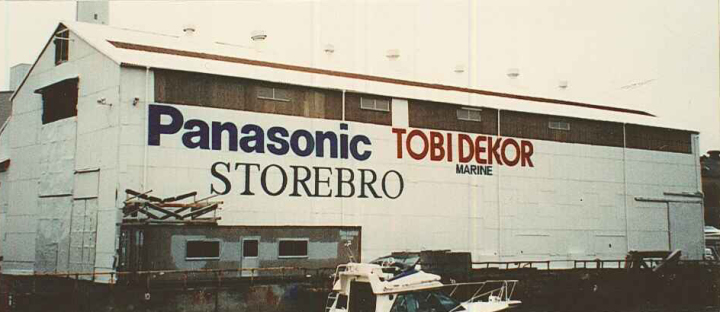 Panasonic
TOBI DEKOR
MARINE
STOREBRO